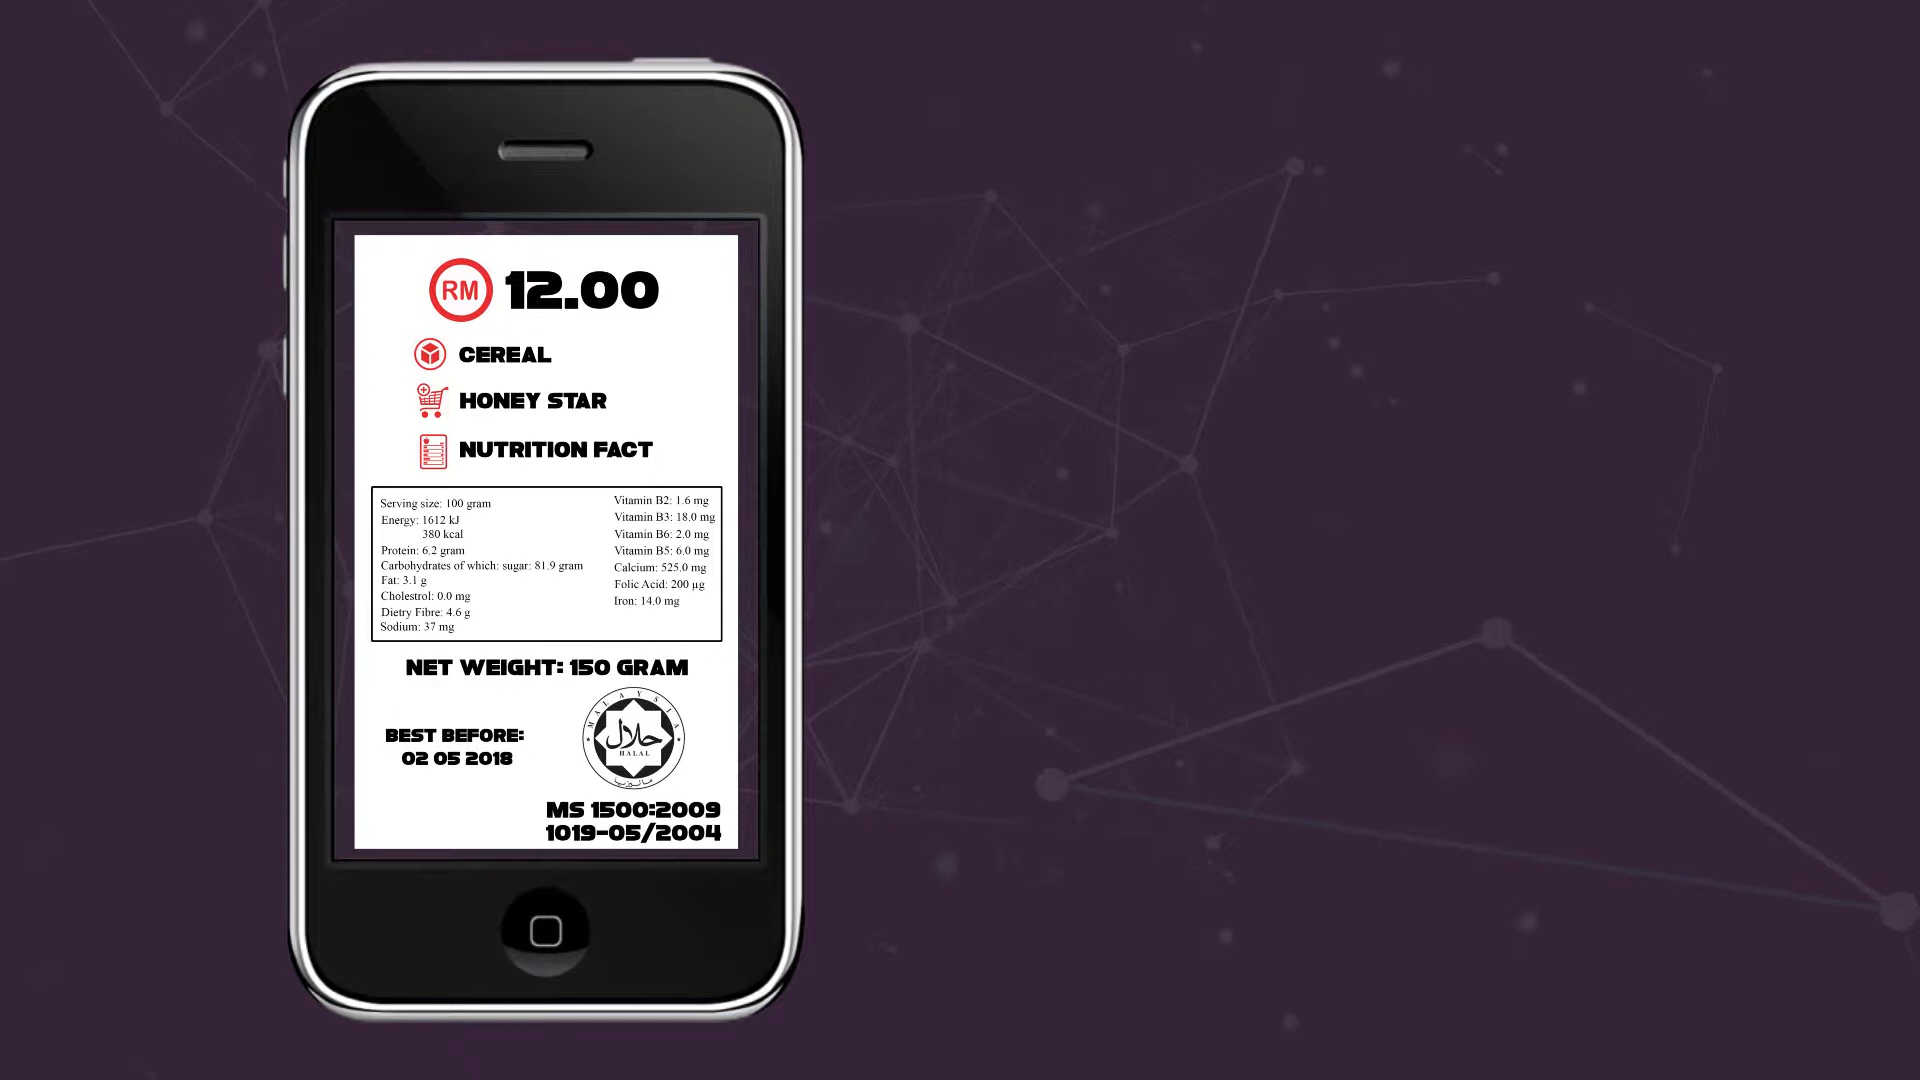 RM 12.00
CEREAL
HONEY STAR
NUTRITION FACT
Serving size: 100 gram
Energy: 1612 kJ
380 kcal
Protein: 6.2 gram
Carbohydrates of which: sugar: 81.9 gram
Fat: 3.1 g
Cholestrol: 0.0 mg
Dietry Fibre: 4.6 g
Sodium: 37 mg
Vitamin B2: 1.6 mg
Vitamin B3: 18.0 mg
Vitamin B6: 2.0 mg
Vitamin B5: 6.0 mg
Calcium: 525.0 mg
Folic Acid: 200 µg
Iron: 14.0 mg
NET WEIGHT: 150 GRAM
BEST BEFORE:
02 05 2018
MALAYSIA
حلال
HALAL
MS 1500:2009
1019-05/2004